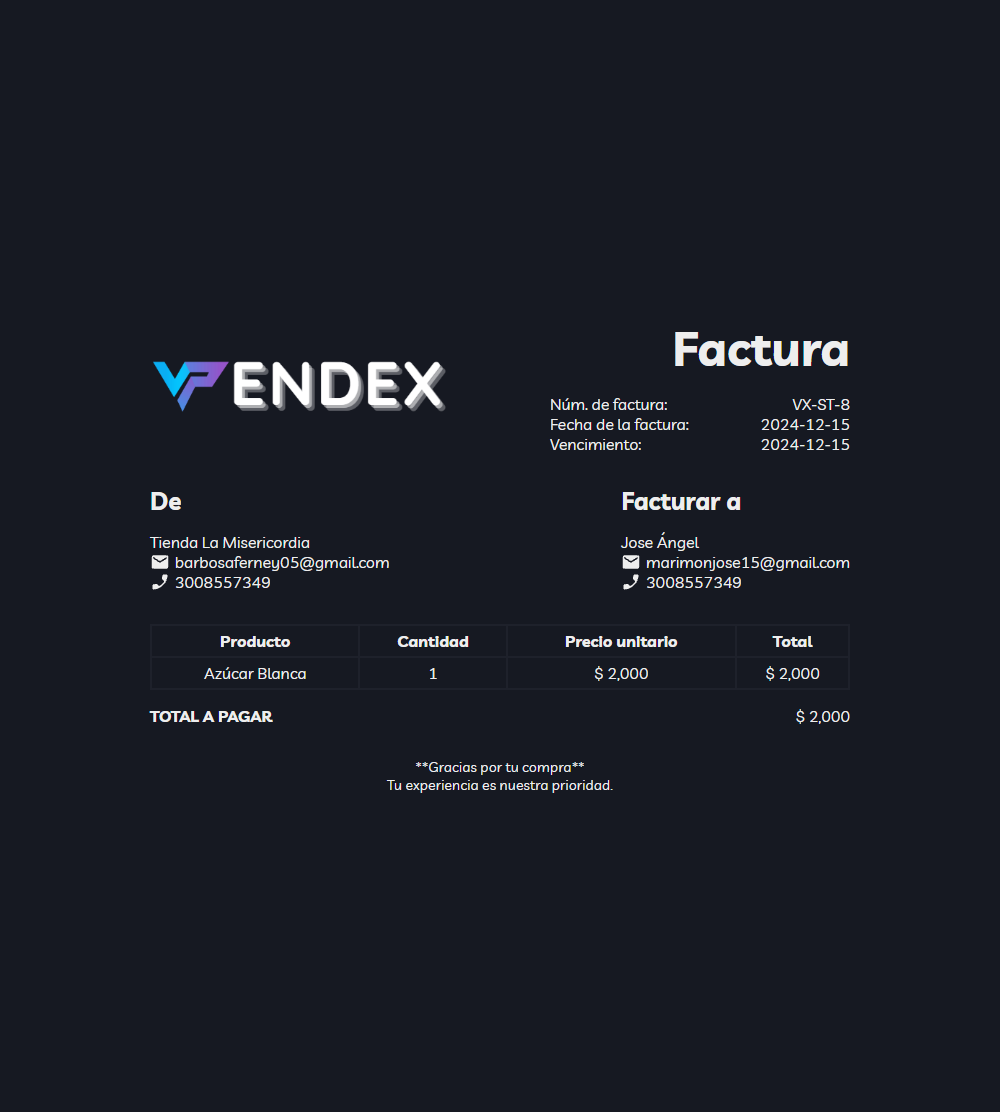 VENDEX
Factura
Núm. de factura: VX-ST-8
Fecha de la factura: 2024-12-15
Vencimiento: 2024-12-15
De
Tienda La Misericordia
barbosaferney05@gmail.com
3008557349
Facturar a
Jose Ángel
marimonjose15@gmail.com
3008557349
Producto Cantidad Precio unitario Total
Azúcar Blanca 1 $ 2,000 $ 2,000
TOTAL A PAGAR $ 2,000
**Gracias por tu compra**
Tu experiencia es nuestra prioridad.